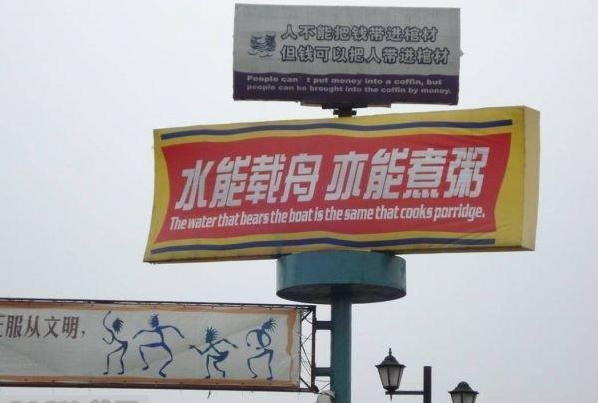 人不能把钱带进棺材
但钱可以把人带进棺材
People can't put money into a coffin, but
people can be brought into the coffin by money.
水能载舟 亦能煮粥
The water that bears the boat is the same that cooks porridge.
服从文明，